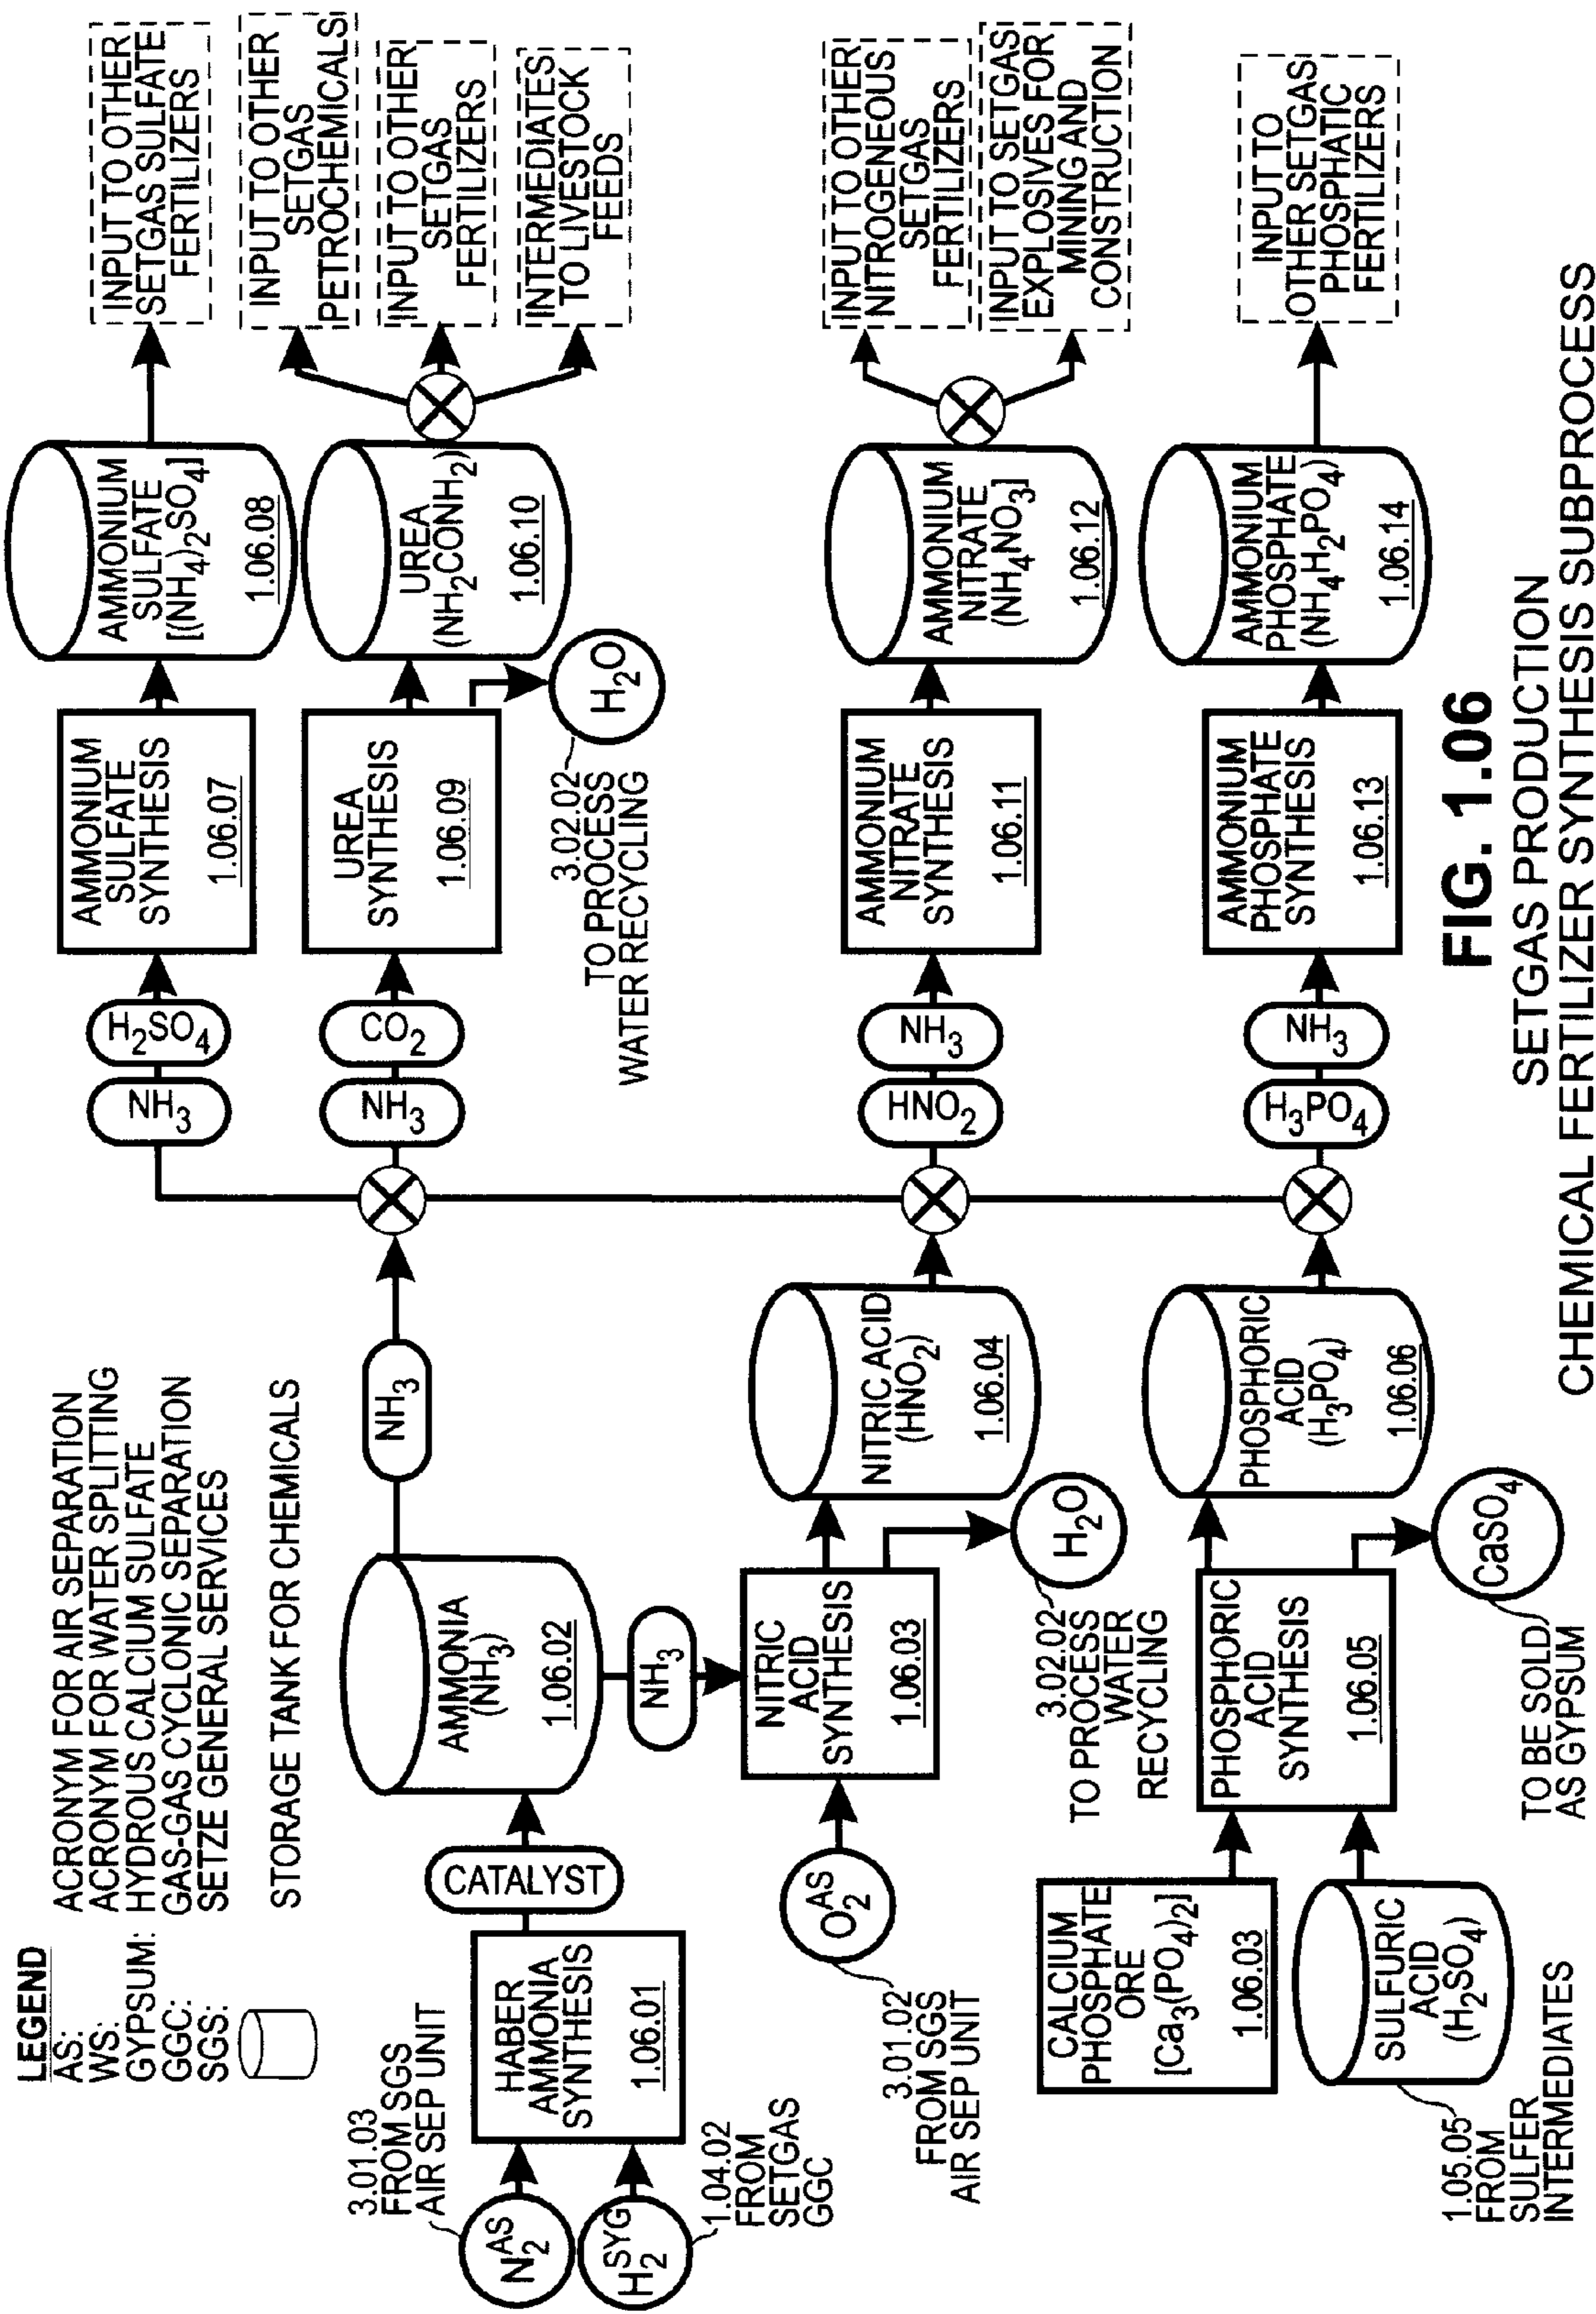 LEGEND
AS: ACRONYM FOR AIR SEPARATION
WS: ACRONYM FOR WATER SPLITTING
GYPSUM: HYDROUS CALCIUM SULFATE
GGC: GAS-GAS CYCLONIC SEPARATION
SGS: SETZE GENERAL SERVICES
STORAGE TANK FOR CHEMICALS
3.01.03
FROM SGS
AIR SEP UNIT
N₂ᴬˢ
H₂ˢʸᴳ
1.04.02
FROM
SETGAS
GGC
HABER
AMMONIA
SYNTHESIS
1.06.01
CATALYST
AMMONIA
(NH₃)
1.06.02
NH₃
NH₃
3.01.02
FROM SGS
AIR SEP UNIT
O₂ᴬˢ
NITRIC
ACID
SYNTHESIS
1.06.03
3.02.02
TO PROCESS
WATER
RECYCLING
H₂O
NITRIC ACID
(HNO₂)
1.06.04
CALCIUM
PHOSPHATE
ORE
[Ca₃(PO₄)₂]
1.06.03
SULFURIC
ACID
(H₂SO₄)
1.05.05
FROM
SULFER
INTERMEDIATES
PHOSPHORIC
ACID
SYNTHESIS
1.06.05
CaSO₄
TO BE SOLD
AS GYPSUM
PHOSPHORIC
ACID
(H₃PO₄)
1.06.06
NH₃
H₂SO₄
AMMONIUM
SULFATE
SYNTHESIS
1.06.07
AMMONIUM
SULFATE
[(NH₄)₂SO₄]
1.06.08
INPUT TO OTHER
SETGAS SULFATE
FERTILIZERS
NH₃
CO₂
UREA
SYNTHESIS
1.06.09
3.02.02
TO PROCESS
WATER RECYCLING
H₂O
UREA
(NH₂CONH₂)
1.06.10
INPUT TO OTHER
SETGAS
PETROCHEMICALS
INPUT TO OTHER
SETGAS
FERTILIZERS
INTERMEDIATES
TO LIVESTOCK
FEEDS
HNO₂
NH₃
AMMONIUM
NITRATE
SYNTHESIS
1.06.11
AMMONIUM
NITRATE
(NH₄NO₃]
1.06.12
INPUT TO OTHER
NITROGENEOUS
SETGAS
FERTILIZERS
INPUT TO SETGAS
EXPLOSIVES FOR
MINING AND
CONSTRUCTION
H₃PO₄
NH₃
AMMONIUM
PHOSPHATE
SYNTHESIS
1.06.13
AMMONIUM
PHOSPHATE
(NH₄H₂PO₄)
1.06.14
INPUT TO
OTHER SETGAS
PHOSPHATIC
FERTILIZERS
FIG. 1.06
SETGAS PRODUCTION
CHEMICAL FERTILIZER SYNTHESIS SUBPROCESS